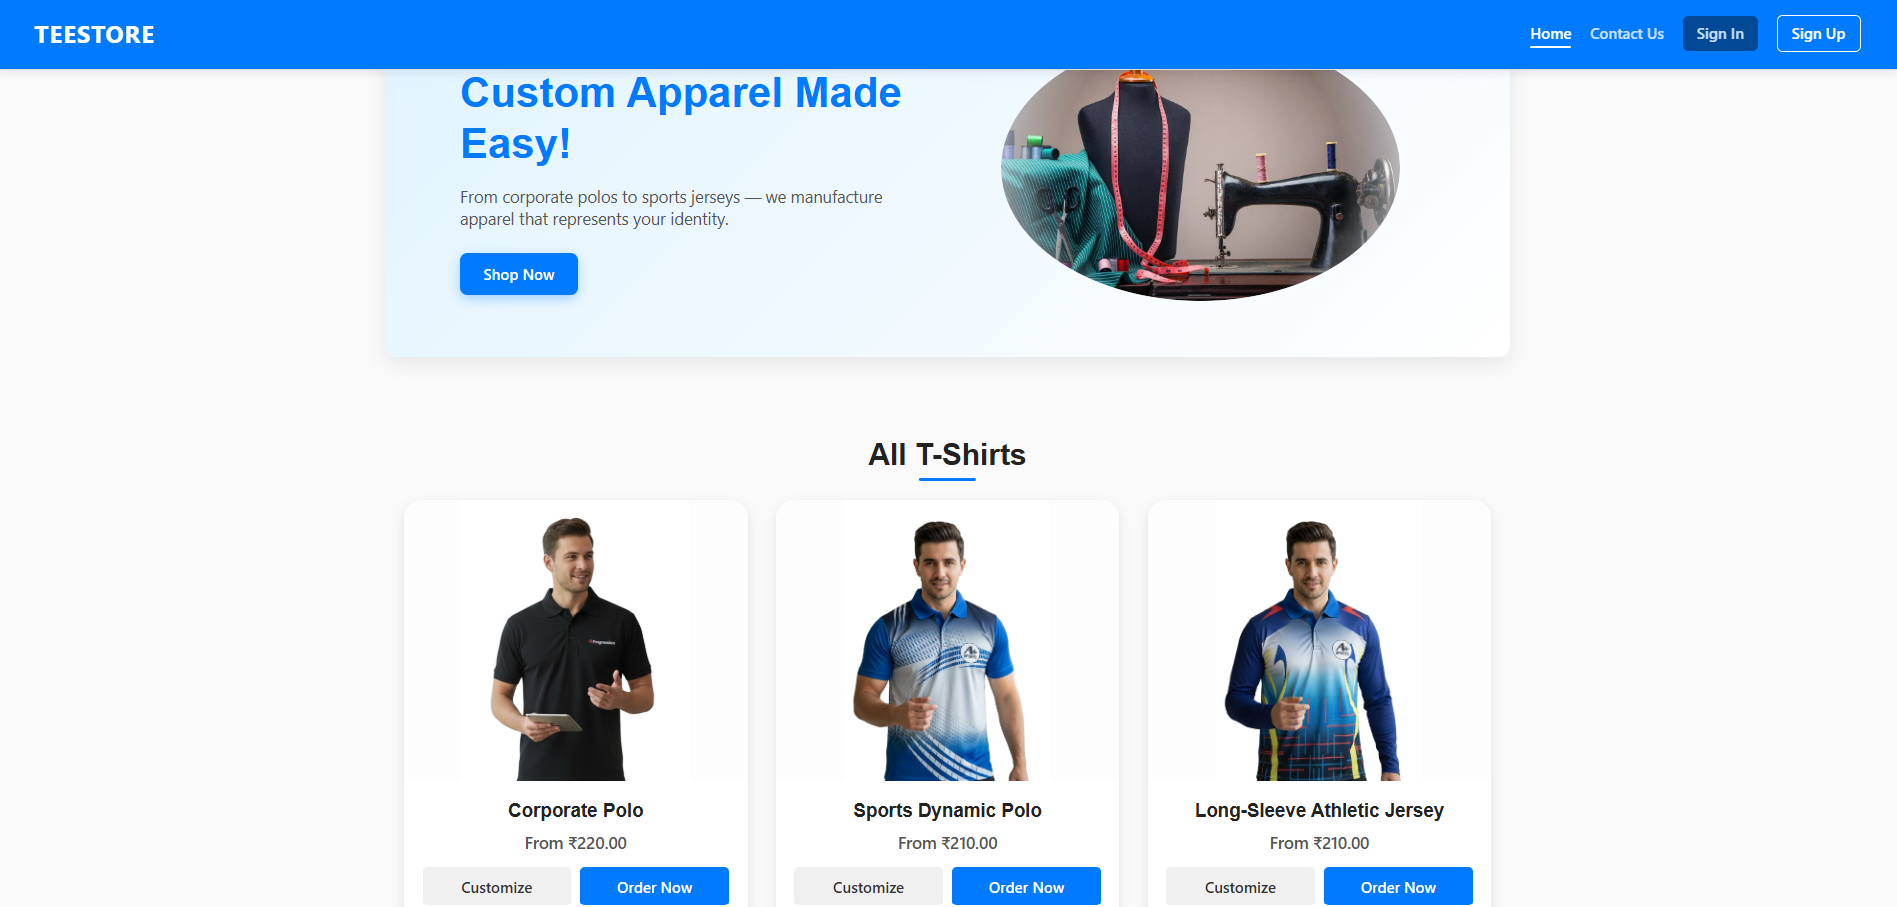 TEESTORE
Home
Contact Us
Sign In
Sign Up
Custom Apparel Made
Easy!
From corporate polos to sports jerseys — we manufacture
apparel that represents your identity.
Shop Now
All T-Shirts
Corporate Polo
From ₹220.00
Customize
Order Now
Sports Dynamic Polo
From ₹210.00
Customize
Order Now
Long-Sleeve Athletic Jersey
From ₹210.00
Customize
Order Now